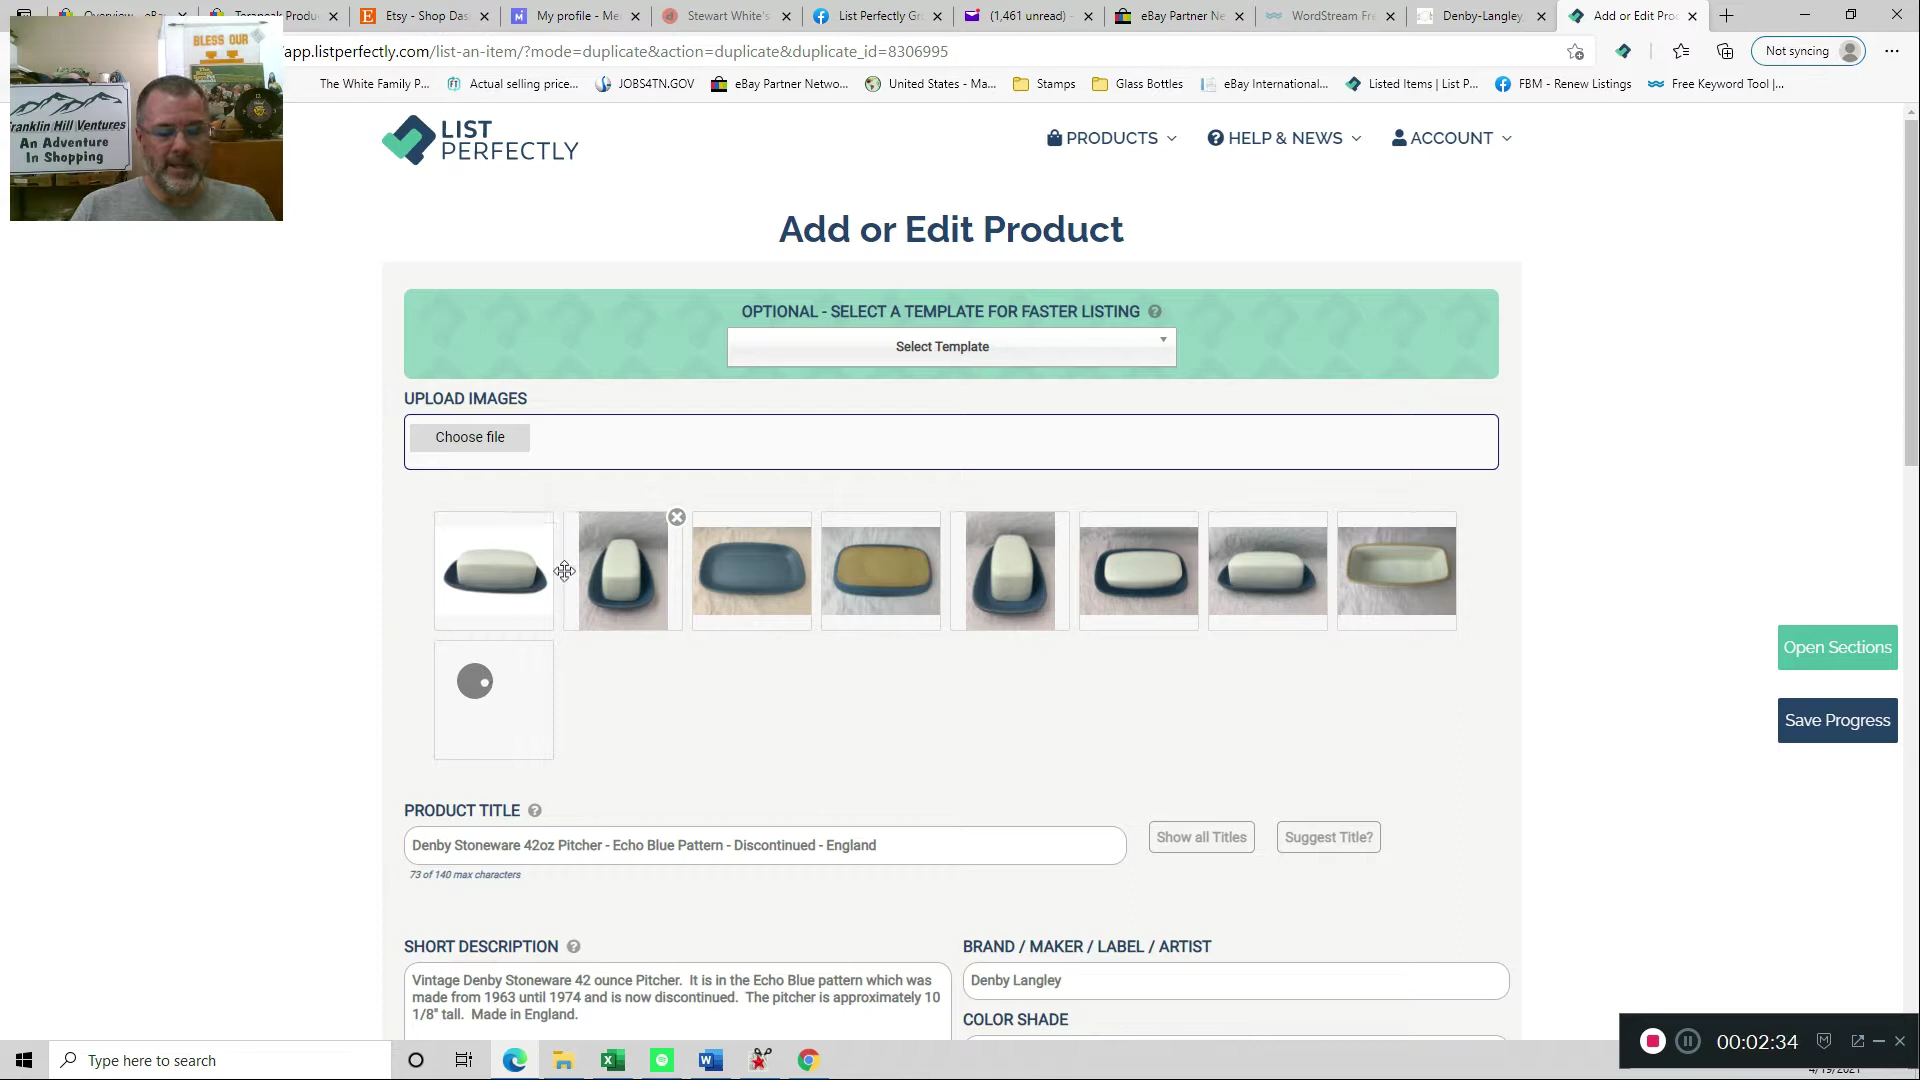 Overview - eBa
Terapeak Produ
Etsy - Shop Das
My profile - Me
Stewart White's
List Perfectly Gr
(1,461 unread) -
eBay Partner Ne
WordStream Fre
Denby-Langley,
Add or Edit Proc
/app.listperfectly.com/list-an-item/?mode=duplicate&action=duplicate&duplicate_id=8306995
Not syncing
The White Family P...
Actual selling price...
JOBS4TN.GOV
eBay Partner Netwo...
United States - Ma...
Stamps
Glass Bottles
eBay International...
Listed Items | List P...
FBM - Renew Listings
Free Keyword Tool |...
BLESS OUR
Franklin Hill Ventures
An Adventure
In Shopping
LIST
PERFECTLY
PRODUCTS
HELP & NEWS
ACCOUNT
Add or Edit Product
OPTIONAL - SELECT A TEMPLATE FOR FASTER LISTING
Select Template
UPLOAD IMAGES
Choose file
Open Sections
Save Progress
PRODUCT TITLE
Denby Stoneware 42oz Pitcher - Echo Blue Pattern - Discontinued - England
Show all Titles
Suggest Title?
73 of 140 max characters
SHORT DESCRIPTION
Vintage Denby Stoneware 42 ounce Pitcher. It is in the Echo Blue pattern which was
made from 1963 until 1974 and is now discontinued. The pitcher is approximately 10
1/8" tall. Made in England.
BRAND / MAKER / LABEL / ARTIST
Denby Langley
COLOR SHADE
Type here to search
00:02:34
4/19/2021